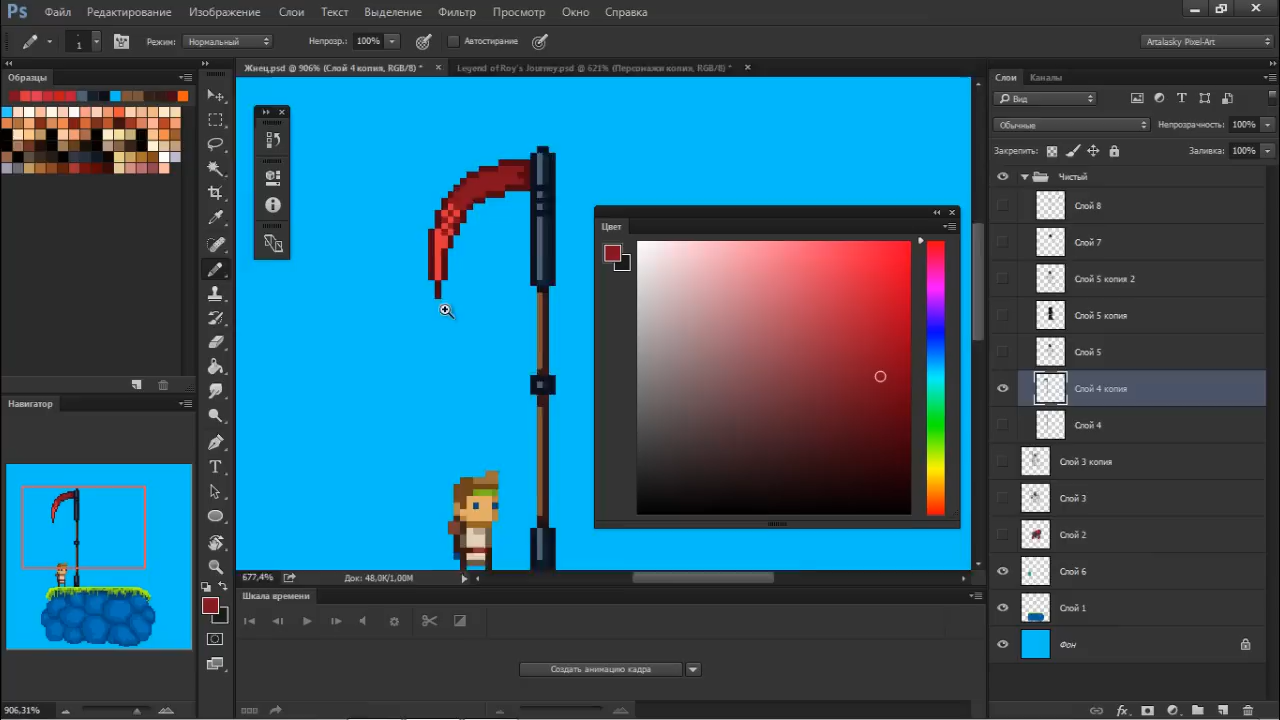 Ps Файл Редактирование Изображение Слои Текст Выделение Фильтр Просмотр Окно Справка
1 Режим: Нормальный Непрозр.: 100% Автостирание Artalasky Pixel-Art
Образцы
Жнец.psd @ 906% (Слой 4 копия, RGB/8) *
Legend of Roy's Journey.psd @ 621% (Персонажи копия, RGB/8) *
Слои Каналы
Вид
Обычные Непрозрачность: 100%
Закрепить: Заливка: 100%
Чистый
Слой 8
Слой 7
Слой 5 копия 2
Слой 5 копия
Слой 5
Слой 4 копия
Слой 4
Слой 3 копия
Слой 3
Слой 2
Слой 6
Слой 1
Фон
Цвет
Навигатор
906,31%
677,4% Док: 48,0K/1,00M
Шкала времени
Создать анимацию кадра